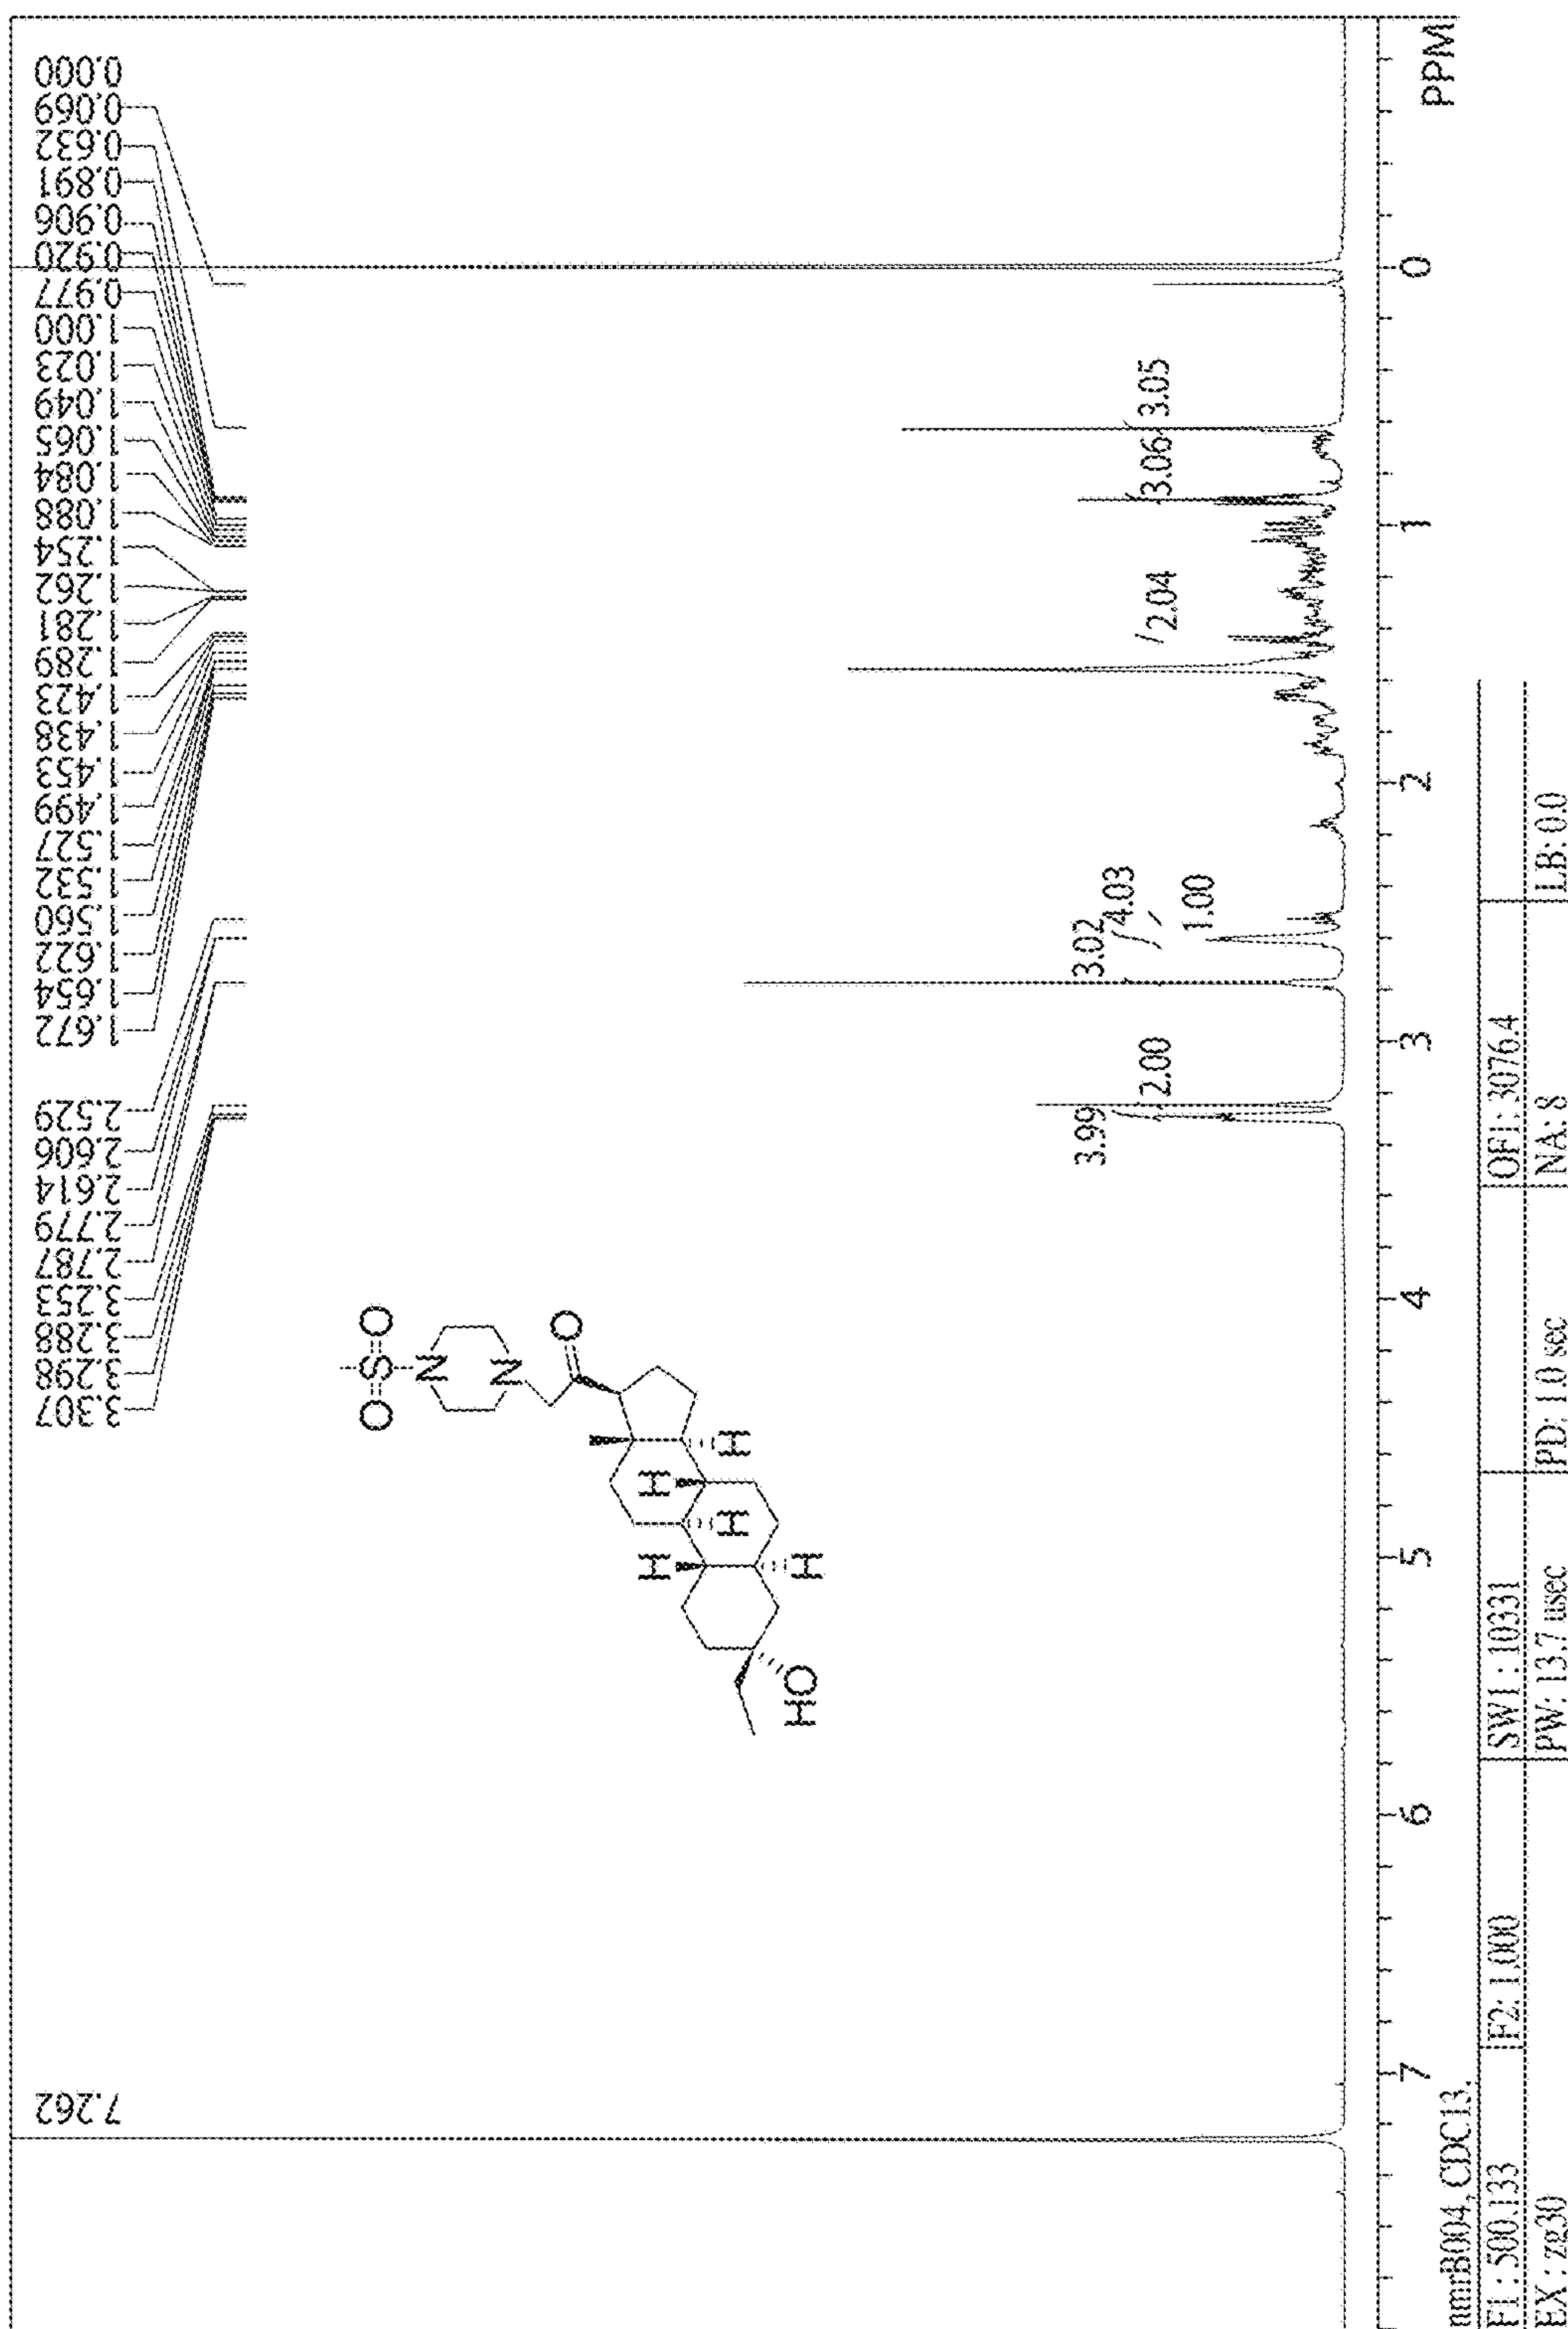 7.262
3.307
3.298
3.288
3.253
2.787
2.779
2.614
2.606
2.529
1.672
1.654
1.622
1.560
1.532
1.527
1.499
1.453
1.438
1.423
1.289
1.281
1.262
1.254
1.088
1.084
1.065
1.049
1.023
1.000
0.977
0.920
0.906
0.891
0.632
0.069
0.000
O S O
N
N
O
H H
H H
H
HO
3.99 2.00 3.02 4.03 1.00 2.04 3.06 3.05
7 6 5 4 3 2 1 0
PPM
nmrB004, CDC13.
F1 : 500.133 F2: 1.000 SW1 : 10331 OF1: 3076.4
EX : zg30 PW: 13.7 usec PD: 1.0 sec NA: 8 LB: 0.0